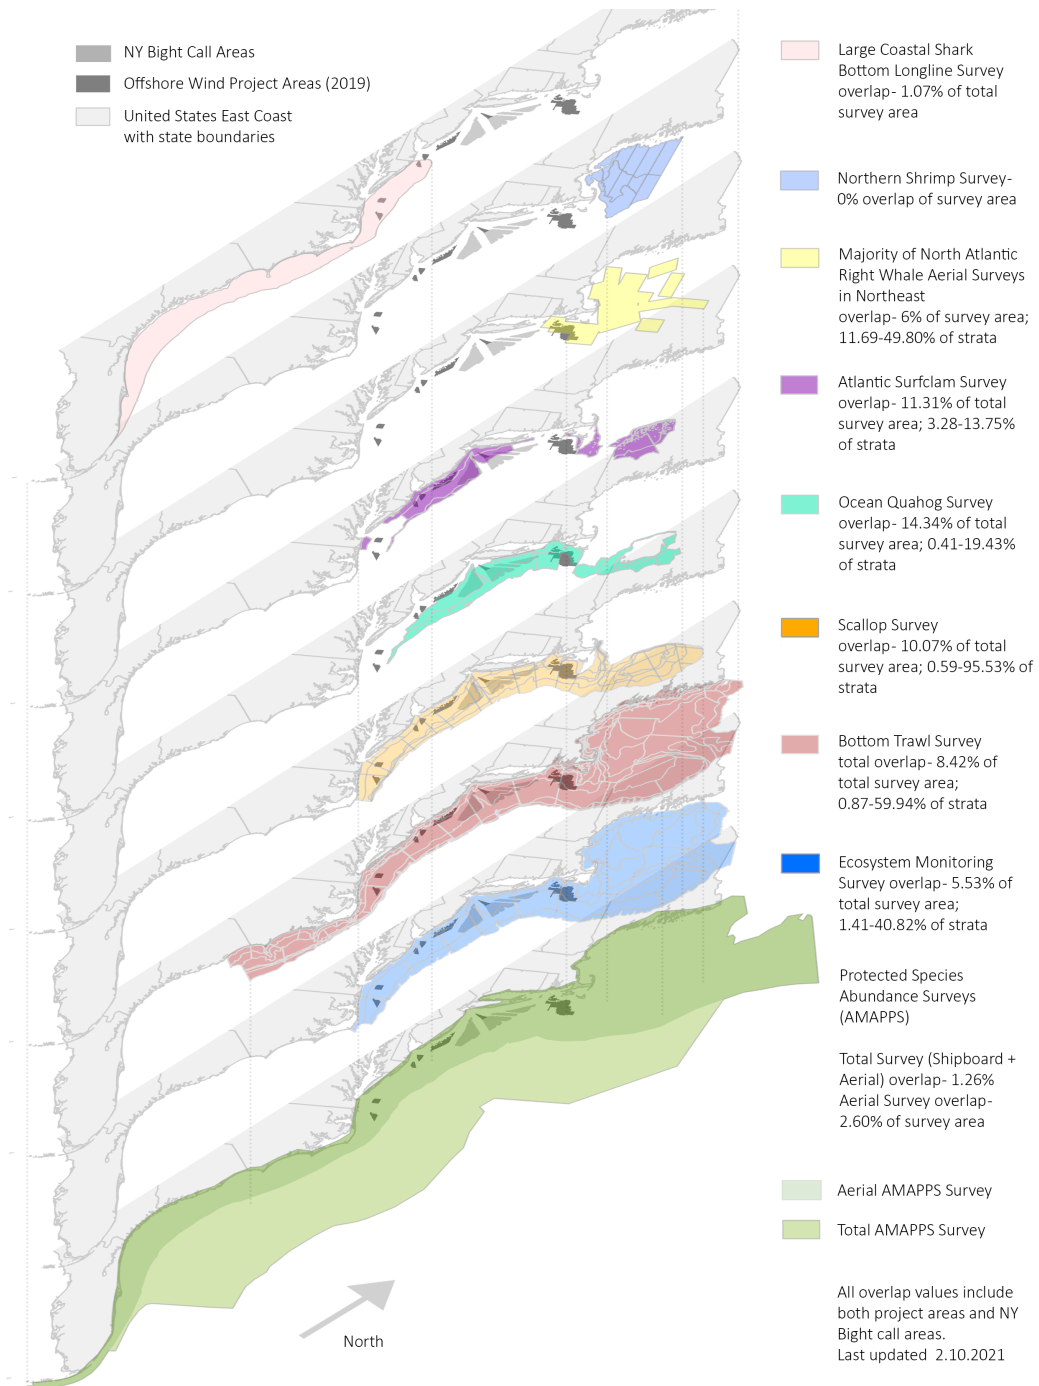 NY Bight Call Areas
Offshore Wind Project Areas (2019)
United States East Coast
with state boundaries
Large Coastal Shark
Bottom Longline Survey
overlap- 1.07% of total
survey area
Northern Shrimp Survey-
0% overlap of survey area
Majority of North Atlantic
Right Whale Aerial Surveys
in Northeast
overlap- 6% of survey area;
11.69-49.80% of strata
Atlantic Surfclam Survey
overlap- 11.31% of total
survey area; 3.28-13.75%
of strata
Ocean Quahog Survey
overlap- 14.34% of total
survey area; 0.41-19.43%
of strata
Scallop Survey
overlap- 10.07% of total
survey area; 0.59-95.53% of
strata
Bottom Trawl Survey
total overlap- 8.42% of
total survey area;
0.87-59.94% of strata
Ecosystem Monitoring
Survey overlap- 5.53% of
total survey area;
1.41-40.82% of strata
Protected Species
Abundance Surveys
(AMAPPS)
Total Survey (Shipboard +
Aerial) overlap- 1.26%
Aerial Survey overlap-
2.60% of survey area
Aerial AMAPPS Survey
Total AMAPPS Survey
All overlap values include
both project areas and NY
Bight call areas.
Last updated 2.10.2021
North